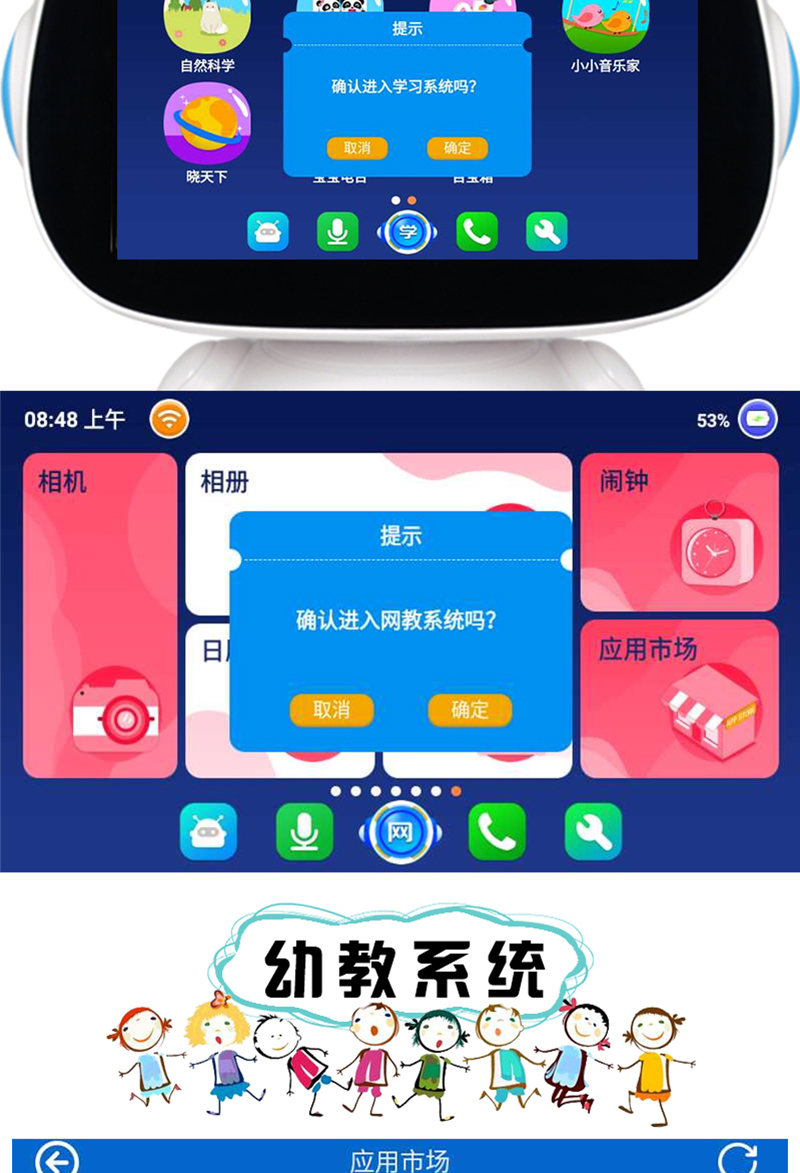 提示
自然科学
小小音乐家
确认进入学习系统吗?
取消
确定
晓天下
学
08:48 上午
53%
相机
相册
闹钟
提示
确认进入网教系统吗?
日历
应用市场
APP STORE
取消
确定
网
幼教系统
应用市场